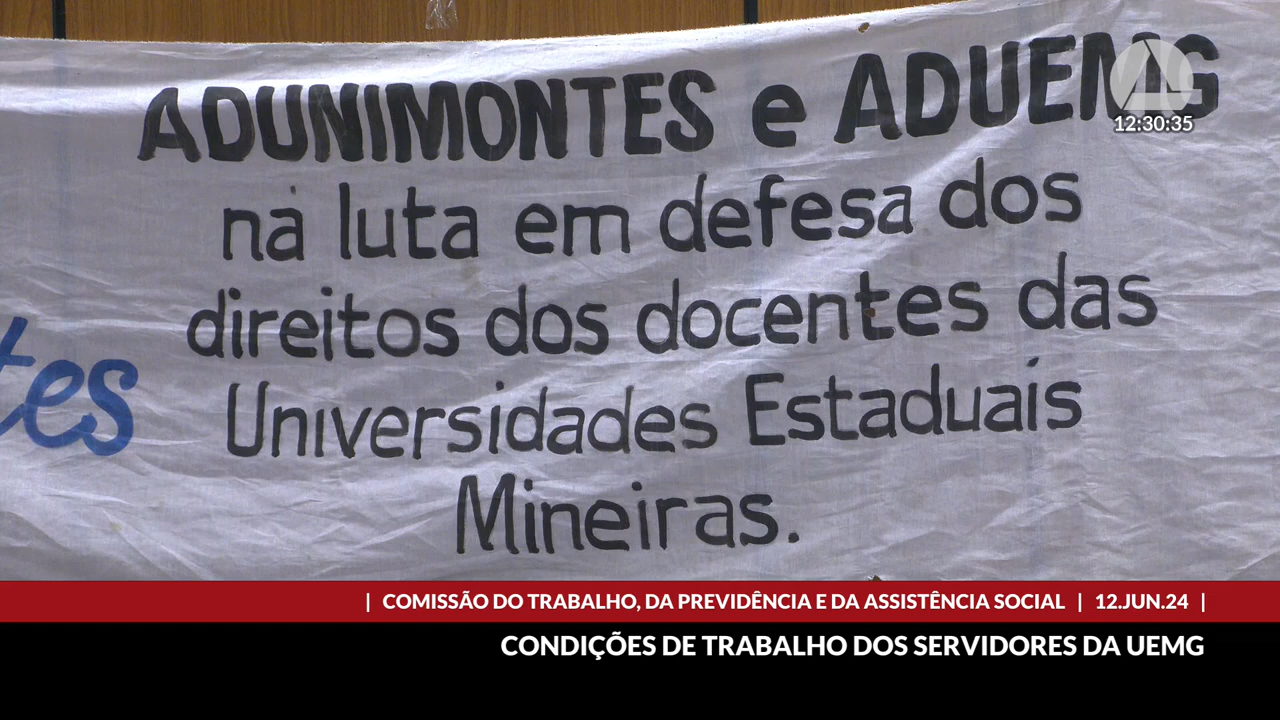 ADUNIMONTES e ADUEMG
na luta em defesa dos
direitos dos docentes das
tes
Universidades Estaduais
Mineiras.
12:30:35
| COMISSÃO DO TRABALHO, DA PREVIDÊNCIA E DA ASSISTÊNCIA SOCIAL | 12.JUN.24 |
CONDIÇÕES DE TRABALHO DOS SERVIDORES DA UEMG